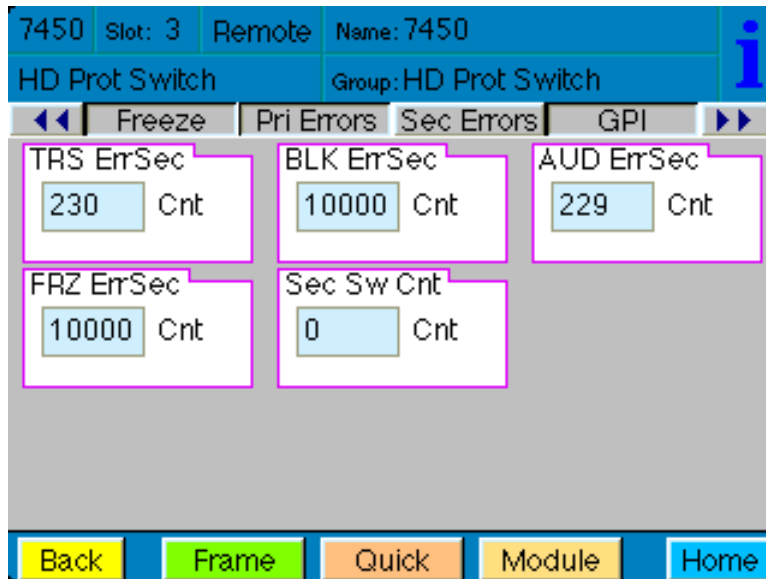 7450 Slot: 3 Remote Name: 7450
HD Prot Switch Group: HD Prot Switch
i
Freeze Pri Errors Sec Errors GPI
TRS ErrSec BLK ErrSec AUD ErrSec
230 Cnt 10000 Cnt 229 Cnt
FRZ ErrSec Sec Sw Cnt
10000 Cnt 0 Cnt
Back Frame Quick Module Home